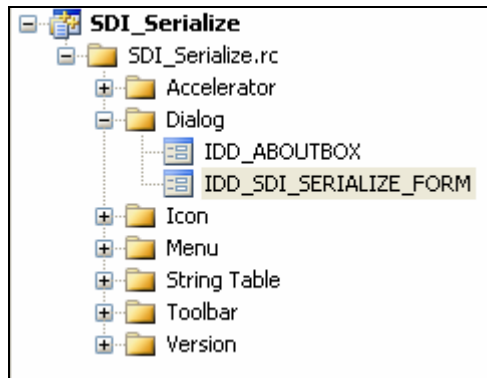 SDI_Serialize
SDI_Serialize.rc
Accelerator
Dialog
IDD_ABOUTBOX
IDD_SDI_SERIALIZE_FORM
Icon
Menu
String Table
Toolbar
Version